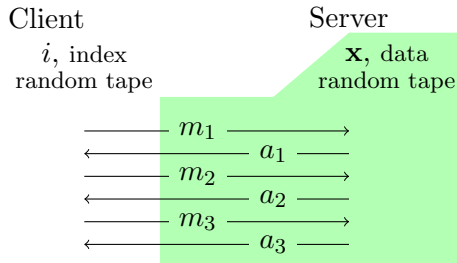 Client Server
i, index x, data
random tape random tape
m₁
a₁
m₂
a₂
m₃
a₃